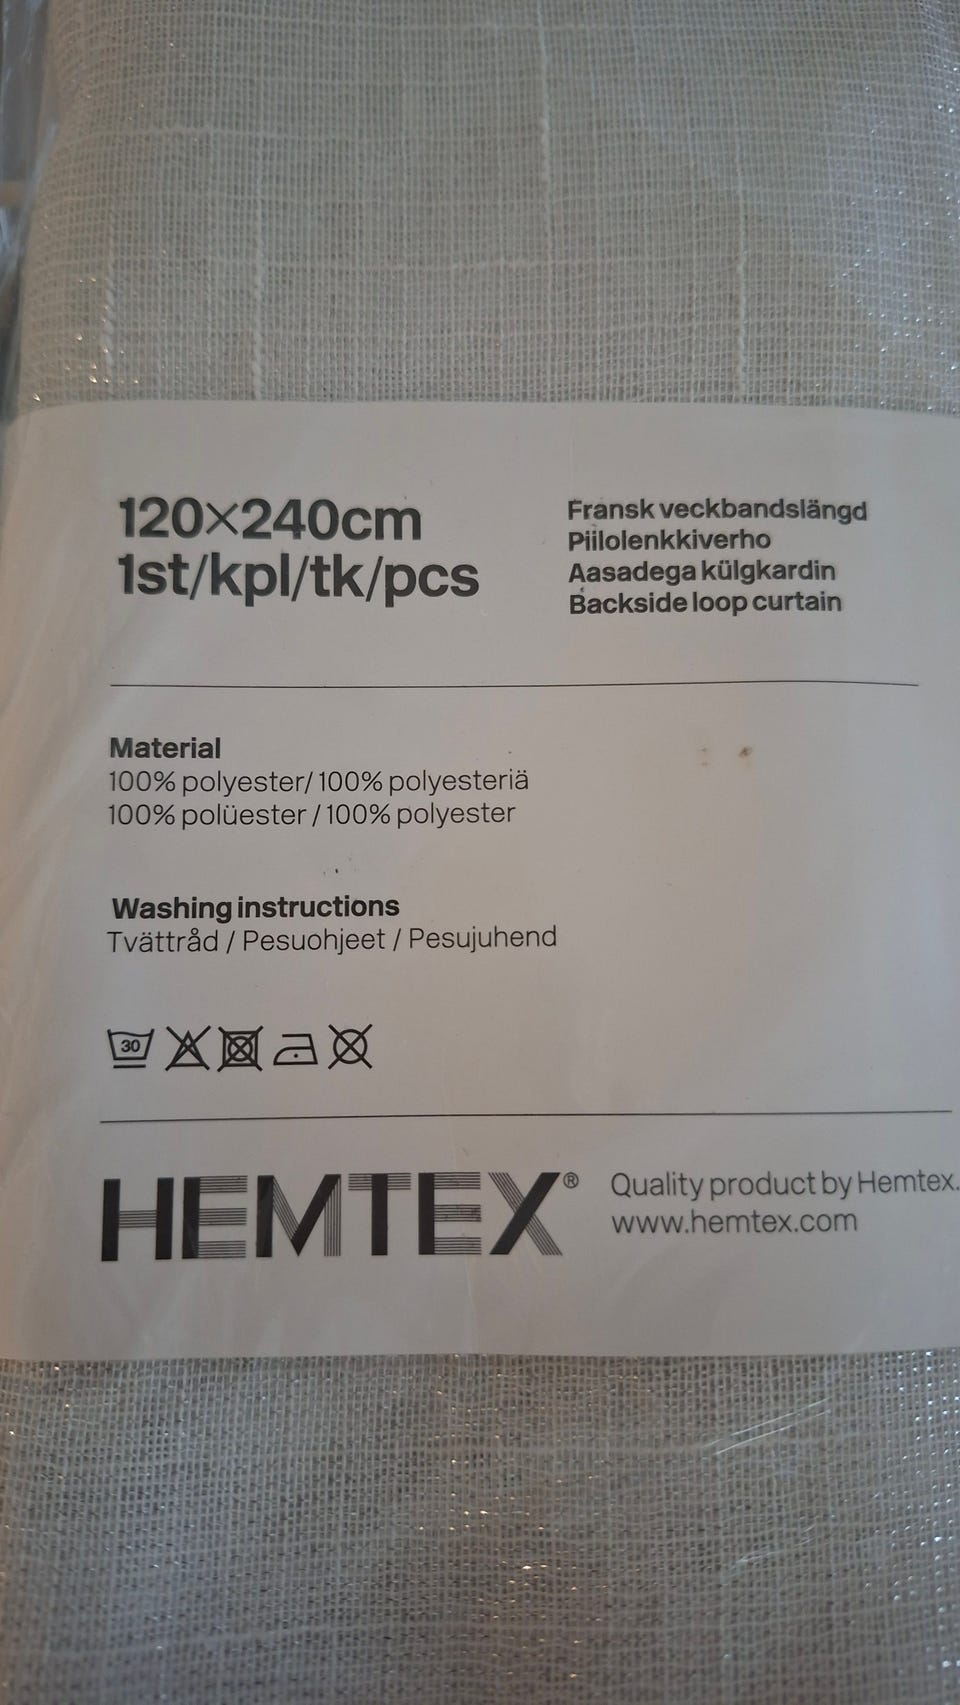 120×240cm
1st/kpl/tk/pcs
Fransk veckbandslängd
Piilolenkkiverho
Aasadega külgkardin
Backside loop curtain
Material
100% polyester/ 100% polyesteriä
100% polüester / 100% polyester
Washing instructions
Tvättråd / Pesuohjeet / Pesujuhend
30
HEMTEX®
Quality product by Hemtex.
www.hemtex.com